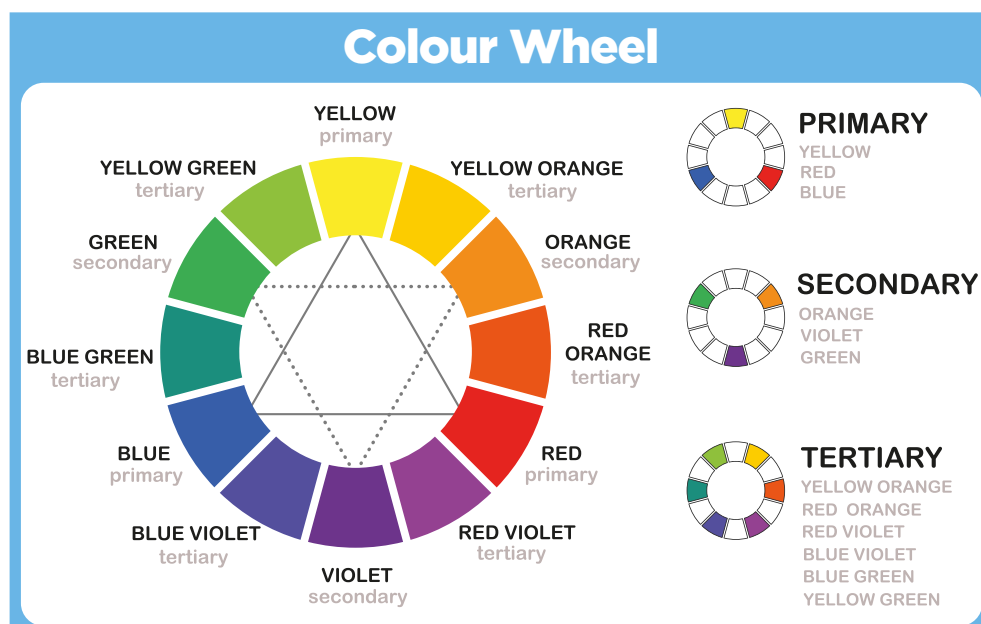 Colour Wheel
YELLOW
primary
YELLOW ORANGE
tertiary
ORANGE
secondary
RED
ORANGE
tertiary
RED
primary
RED VIOLET
tertiary
VIOLET
secondary
BLUE VIOLET
tertiary
BLUE
primary
BLUE GREEN
tertiary
GREEN
secondary
YELLOW GREEN
tertiary
PRIMARY
YELLOW
RED
BLUE
SECONDARY
ORANGE
VIOLET
GREEN
TERTIARY
YELLOW ORANGE
RED ORANGE
RED VIOLET
BLUE VIOLET
BLUE GREEN
YELLOW GREEN